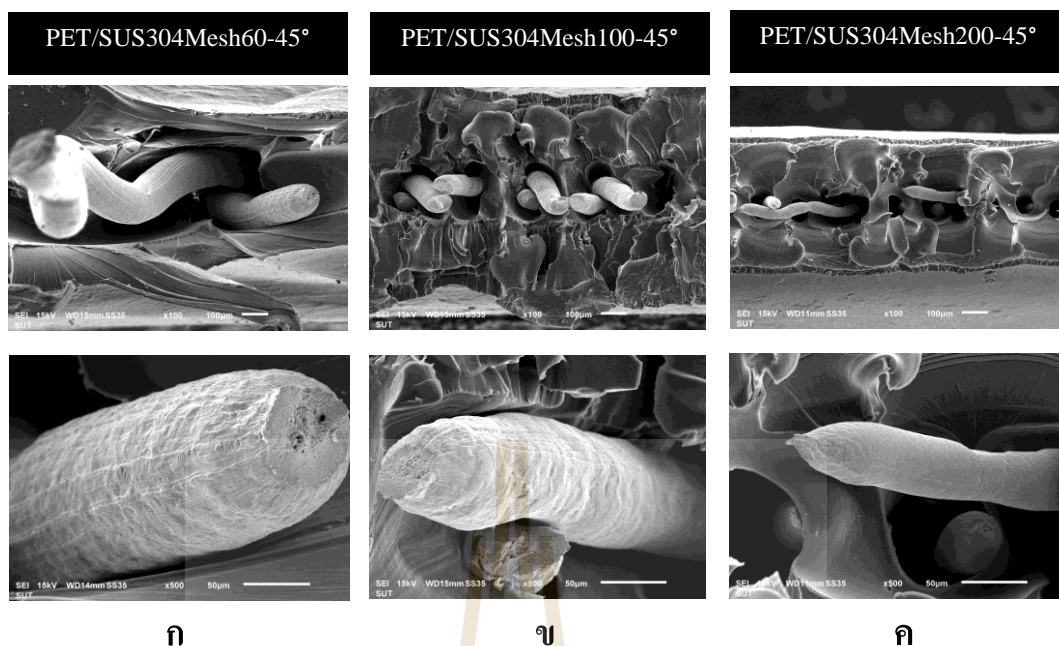 PET/SUS304Mesh60-45°
PET/SUS304Mesh100-45°
PET/SUS304Mesh200-45°
SEI 15kV WD15mm SS35 x100 100µm
SUT
SEI 15kV WD15mm SS35 x100 100µm
SUT
SEI 15kV WD11mm SS35 x100 100µm
SUT
SEI 15kV WD14mm SS35 x500 50µm
SUT
SEI 15kV WD15mm SS35 x500 50µm
SUT
SEI 15kV WD11mm SS35 x500 50µm
SUT
ก
ข
ค